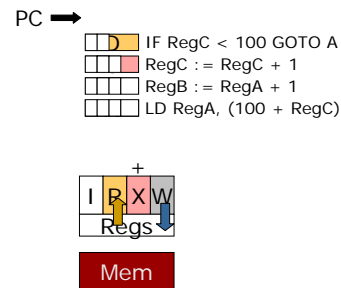 PC
D IF RegC < 100 GOTO A
RegC := RegC + 1
RegB := RegA + 1
LD RegA, (100 + RegC)
+
I R X W
Regs
Mem